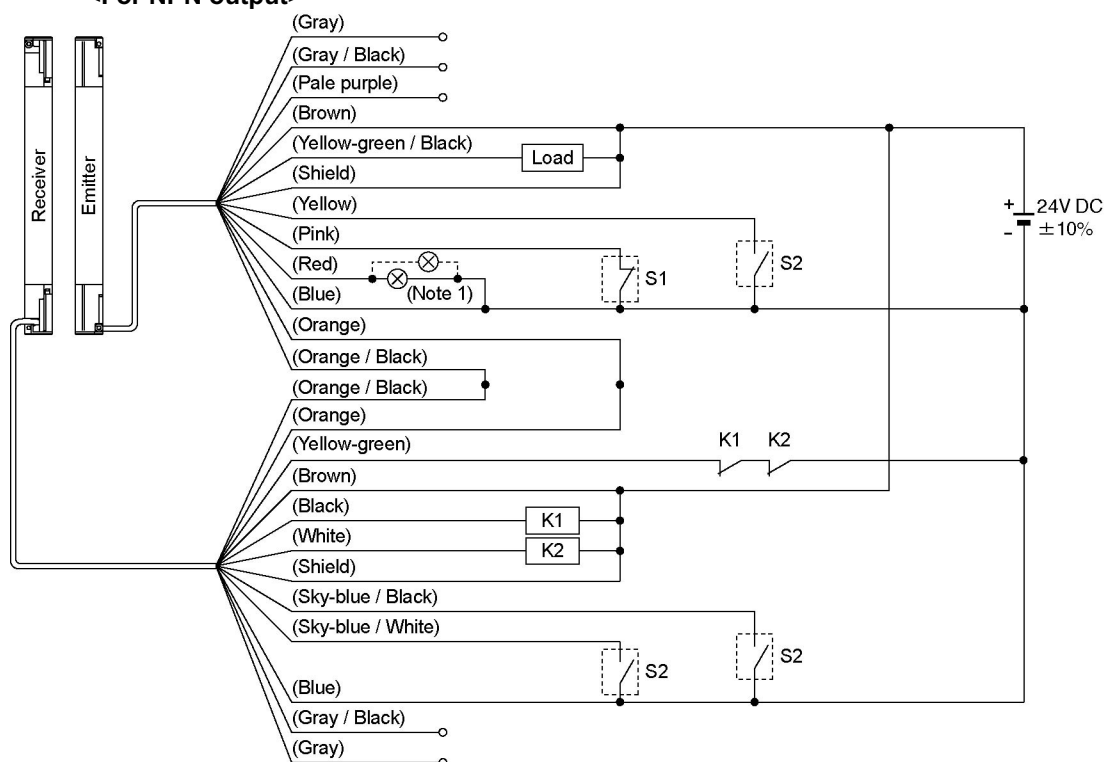 <For NPN output>
(Gray)
(Gray / Black)
(Pale purple)
(Brown)
(Yellow-green / Black)
Load
(Shield)
(Yellow)
+
24V DC
-
±10%
(Pink)
S2
(Red)
S1
(Note 1)
(Blue)
(Orange)
(Orange / Black)
(Orange / Black)
(Orange)
(Yellow-green)
K1
K2
(Brown)
(Black)
K1
(White)
K2
(Shield)
(Sky-blue / Black)
(Sky-blue / White)
S2
S2
(Blue)
(Gray / Black)
(Gray)
Receiver
Emitter